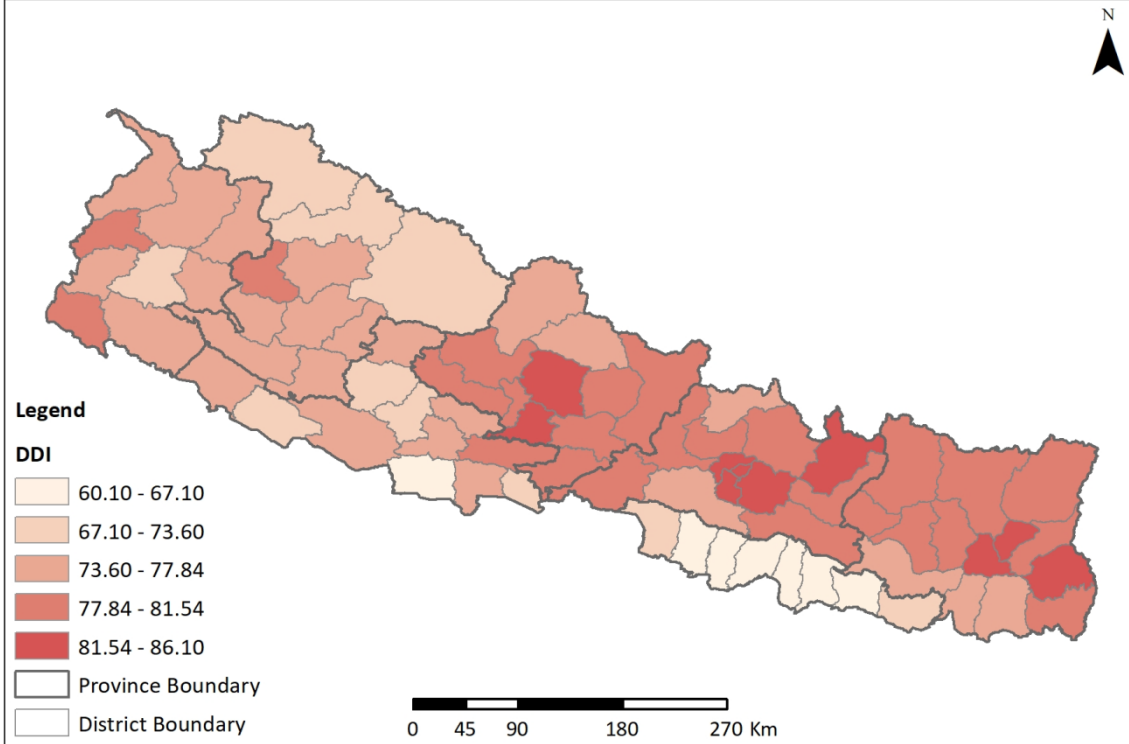 N
Legend
DDI
60.10 - 67.10
67.10 - 73.60
73.60 - 77.84
77.84 - 81.54
81.54 - 86.10
Province Boundary
District Boundary
0 45 90 180 270 Km